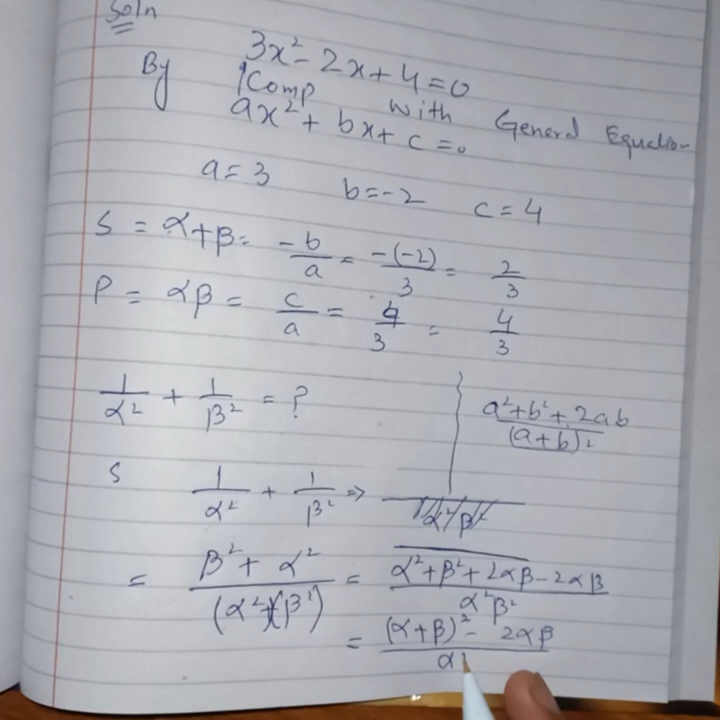 Soln
3x² - 2x + 4 = 0
By Comp with General Equatio-
ax² + bx + c = 0
a = 3 b = -2 c = 4
S = α + β = -b/a = -(-2)/3 = 2/3
P = αβ = c/a = 4/3 = 4/3
1/α² + 1/β² = ?
a² + b² + 2ab
(a + b)²
S 1/α² + 1/β² ⇒
= β² + α² / (α²)(β²) = α² + β² + 2αβ - 2αβ / α²β²
= (α + β)² - 2αβ / α